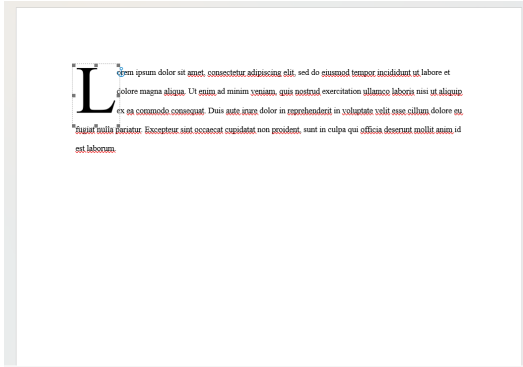 Lorem ipsum dolor sit amet, consectetur adipiscing elit, sed do eiusmod tempor incididunt ut labore et
dolore magna aliqua. Ut enim ad minim veniam, quis nostrud exercitation ullamco laboris nisi ut aliquip
ex ea commodo consequat. Duis aute irure dolor in reprehenderit in voluptate velit esse cillum dolore eu
fugiat nulla pariatur. Excepteur sint occaecat cupidatat non proident, sunt in culpa qui officia deserunt mollit anim id
est laborum.